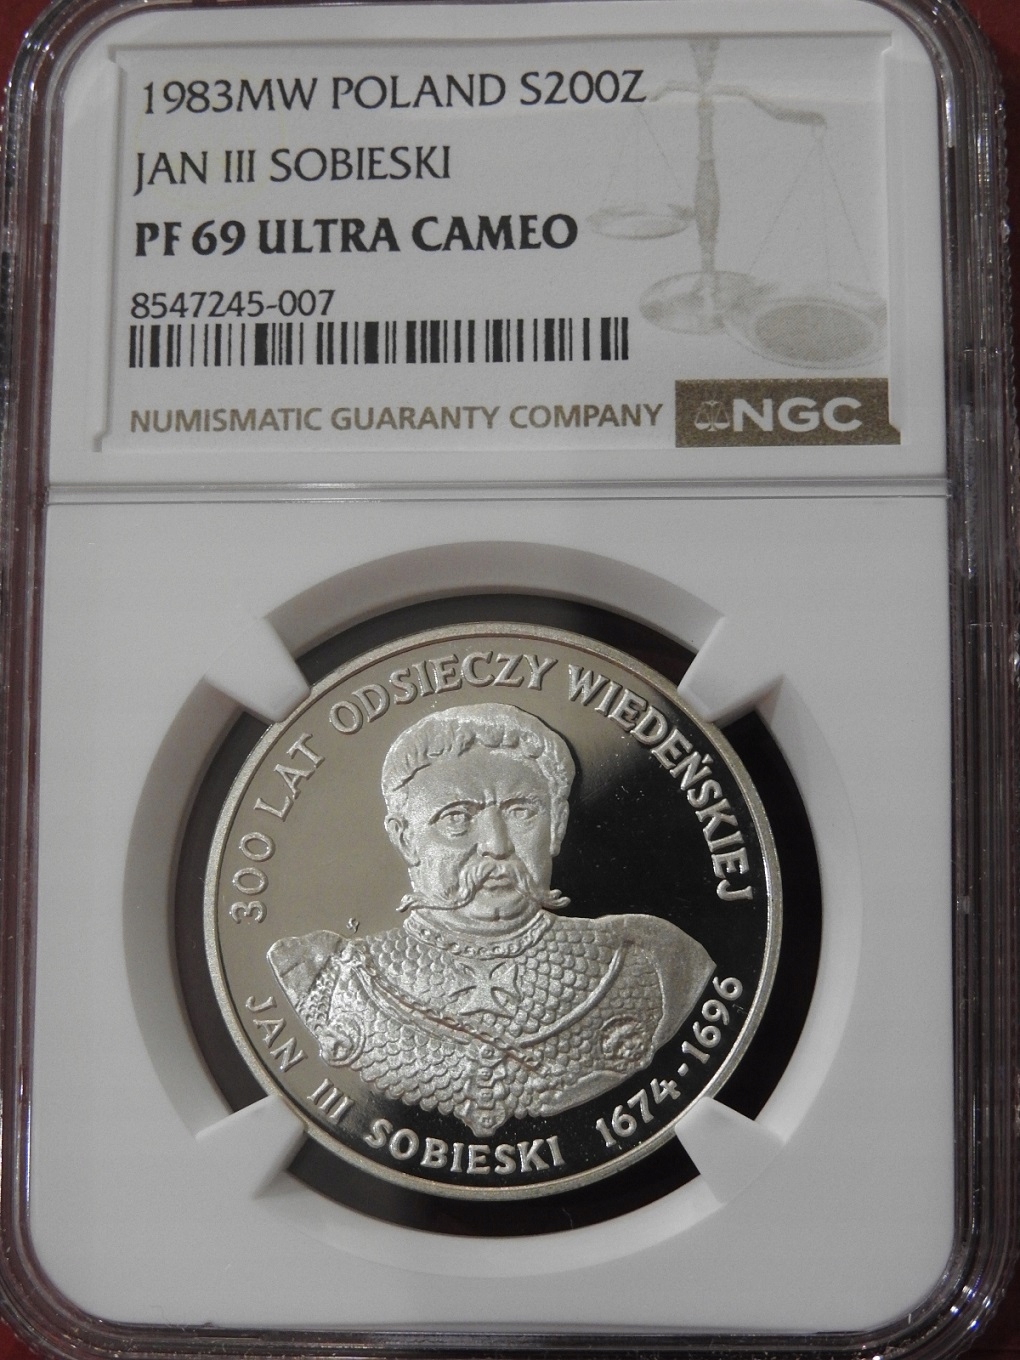 1983MW POLAND S200Z
JAN III SOBIESKI
PF 69 ULTRA CAMEO
8547245-007
NUMISMATIC GUARANTY COMPANY NGC
300 LAT ODSIECZY WIEDEŃSKIEJ
JAN III SOBIESKI 1674-1696